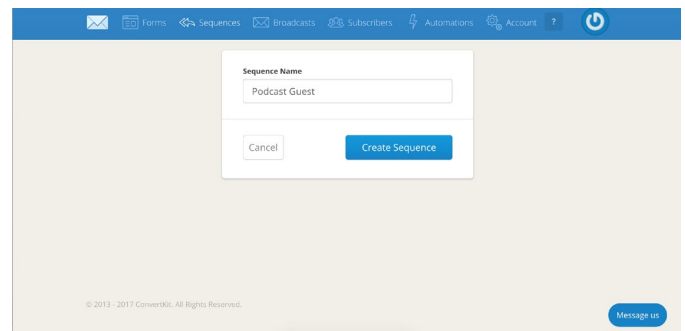 Forms Sequences Broadcasts Subscribers Automations Account ?
Sequence Name
Podcast Guest
Cancel Create Sequence
© 2013 - 2017 ConvertKit. All Rights Reserved.
Message us